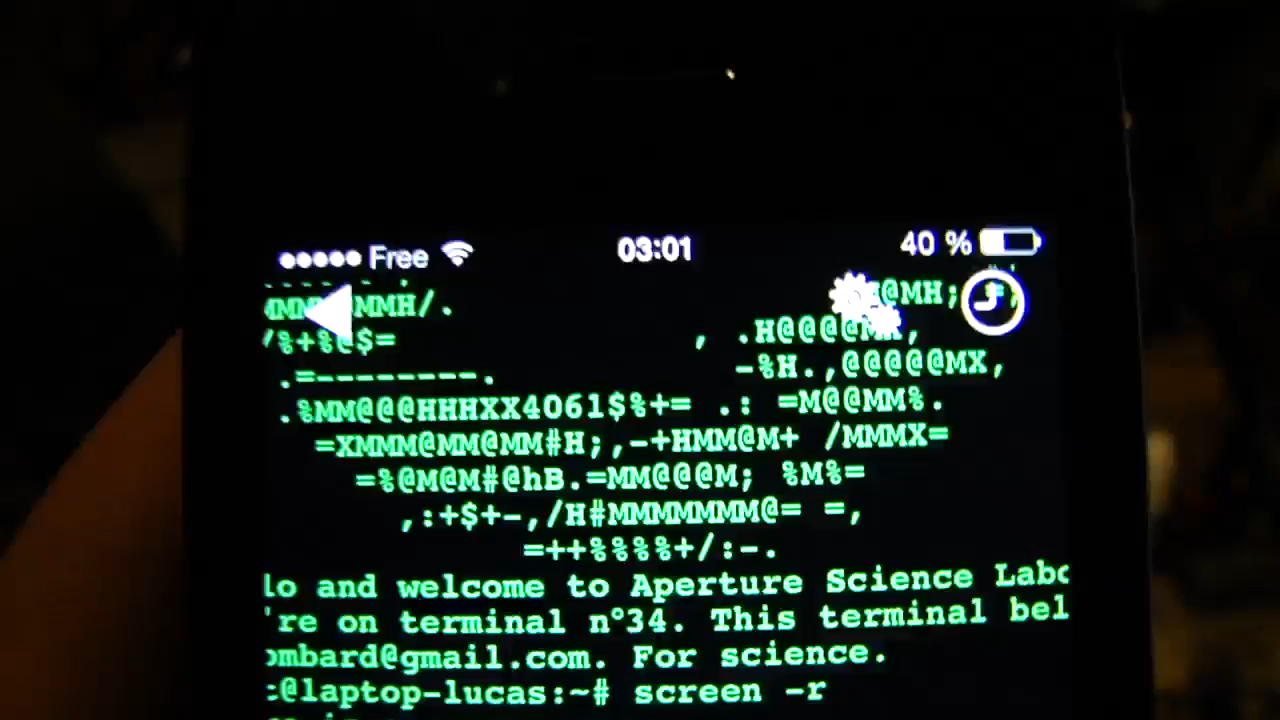 Free 03:01 40 %
MMMH/. @MH;
/%+%@$= , .H@@@@MX,
.=--------. -%H.,@@@@@MX,
.%MM@@@HHHXX4061$%+= .: =M@@MM%.
=XMMM@MM@MM#H;,-+HMM@M+ /MMMX=
=%@M@M#@hB.=MM@@@M; %M%=
,:+$+-,/H#MMMMMMM@= =,
=++%%%%+/:-.
lo and welcome to Aperture Science Labo
're on terminal n°34. This terminal bel
ombard@gmail.com. For science.
:@laptop-lucas:~# screen -r